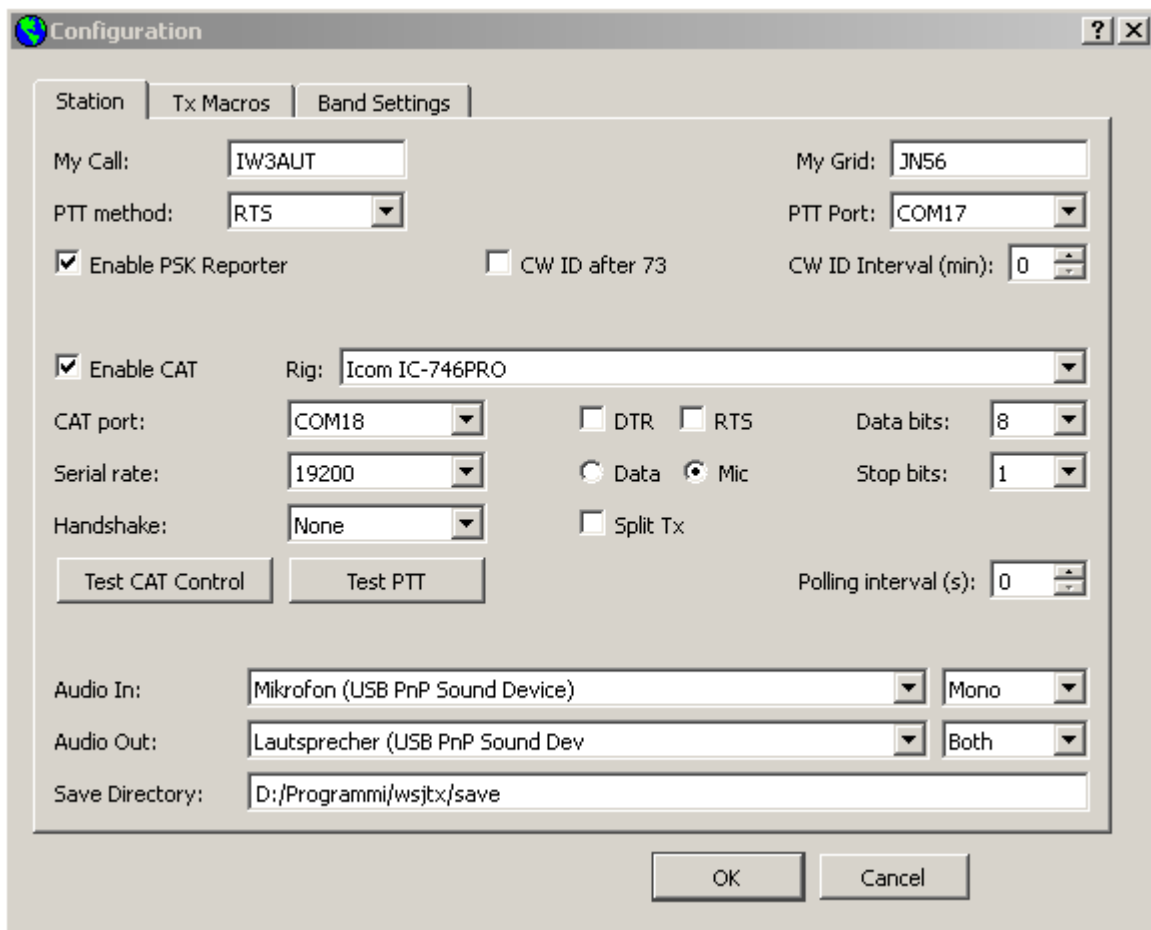 Configuration
Station Tx Macros Band Settings
My Call: IW3AUT My Grid: JN56
PTT method: RTS PTT Port: COM17
Enable PSK Reporter CW ID after 73 CW ID Interval (min): 0
Enable CAT Rig: Icom IC-746PRO
CAT port: COM18 DTR RTS Data bits: 8
Serial rate: 19200 Data Mic Stop bits: 1
Handshake: None Split Tx
Test CAT Control Test PTT Polling interval (s): 0
Audio In: Mikrofon (USB PnP Sound Device) Mono
Audio Out: Lautsprecher (USB PnP Sound Dev Both
Save Directory: D:/Programmi/wsjtx/save
OK Cancel